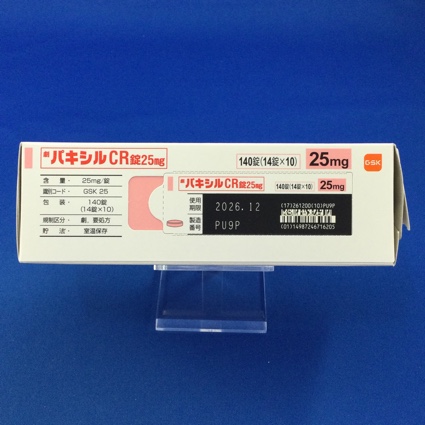 劇 パキシルCR錠25mg
140錠(14錠×10)
25mg
GSK
含 量: 25mg/錠
識別コード: GSK 25
包 装: 140錠
(14錠×10)
規制区分: 劇、要処方
貯 法: 室温保存
劇 パキシルCR錠25mg
140錠(14錠×10)
25mg
使用
期限
2026.12
製造
番号
PU9P
(17)261200(10)PU9P
(01)14987246716205